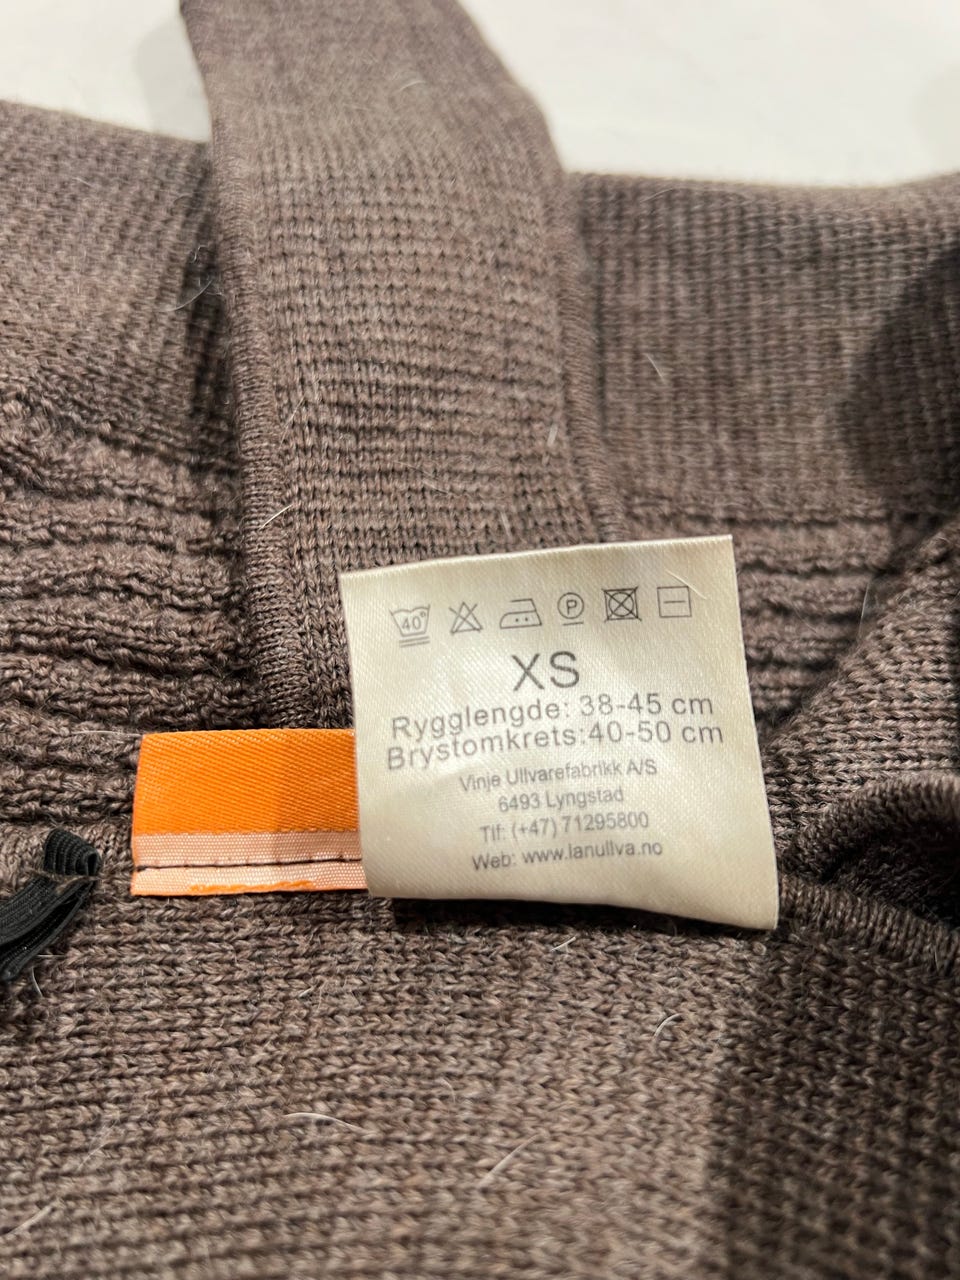 40° P
XS
Rygglengde: 38-45 cm
Brystomkrets:40-50 cm
Vinje Ullvarefabrikk A/S
6493 Lyngstad
Tlf: (+47) 71295800
Web: www.lanullva.no